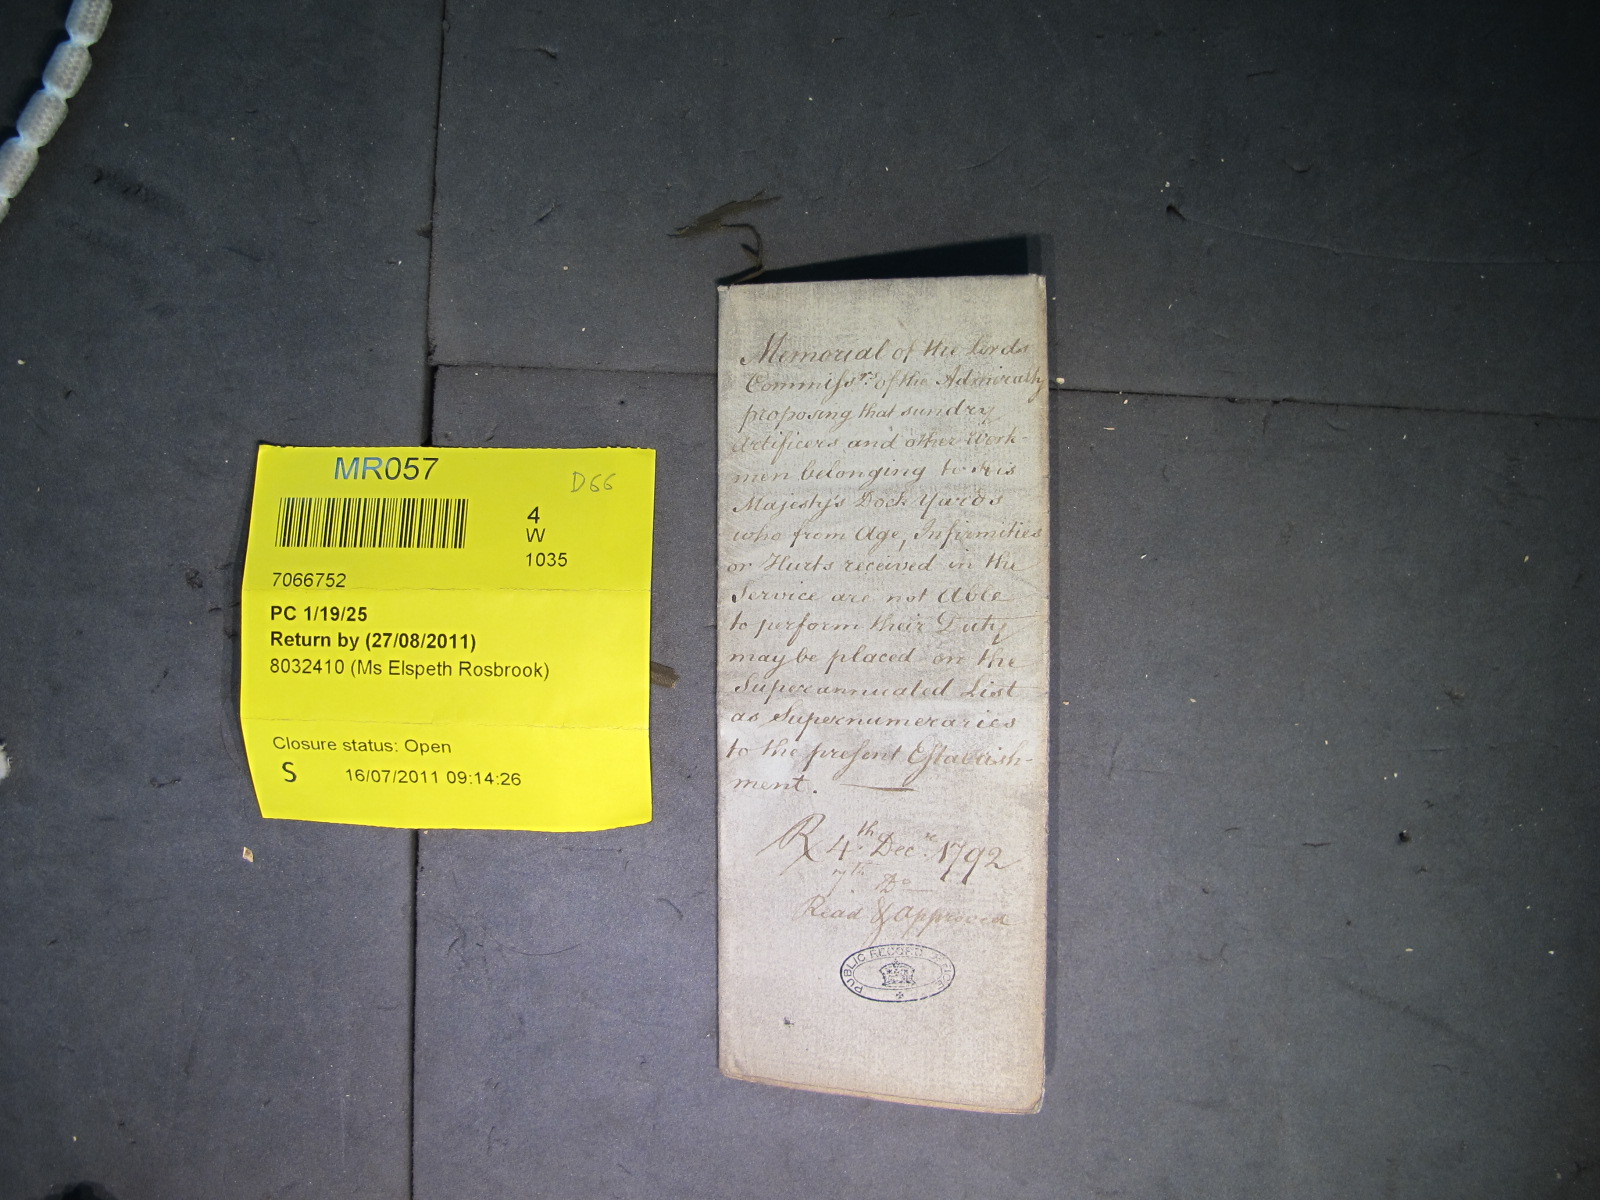 MR057
D66
4
W
1035
7066752
PC 1/19/25
Return by (27/08/2011)
8032410 (Ms Elspeth Rosbrook)
Closure status: Open
S
16/07/2011 09:14:26
Memorial of the Lords
Commissrs. of the Admiralty
proposing that sundry
Artificers and other Work-
men belonging to His
Majesty's Dock Yards
who from Age, Infirmities
or Hurts received in the
Service are not Able
to perform their Duty
may be placed on the
Superannuated List
as Supernumeraries
to the present Establish-
ment.
R 4th. Decr. 1792
7th Do
Read & Approved
PUBLIC RECORD OFFICE